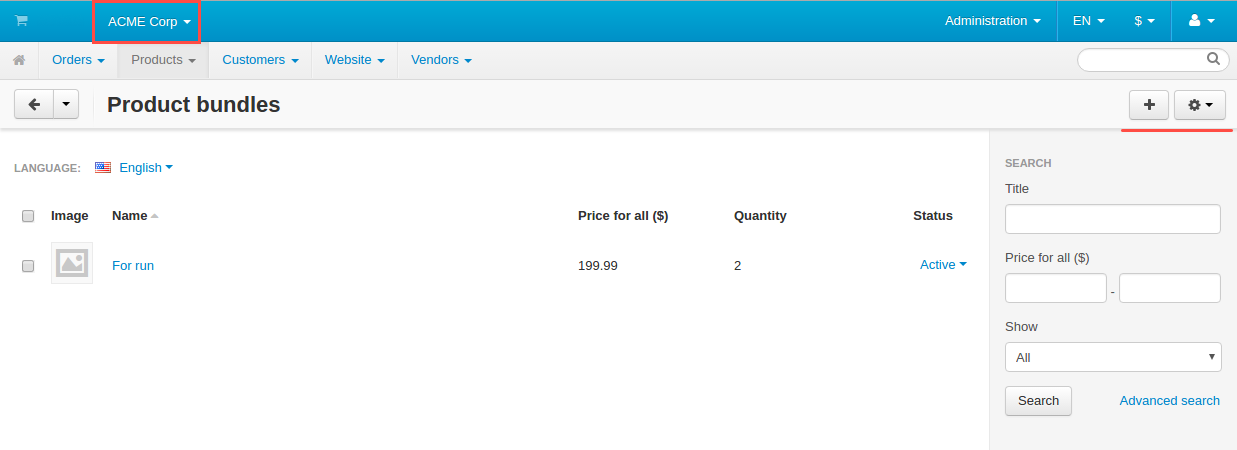 ACME Corp Administration EN $
Orders Products Customers Website Vendors
Product bundles
LANGUAGE: English
Image Name Price for all ($) Quantity Status
For run 199.99 2 Active
SEARCH
Title
Price for all ($)
-
Show
All
Search Advanced search